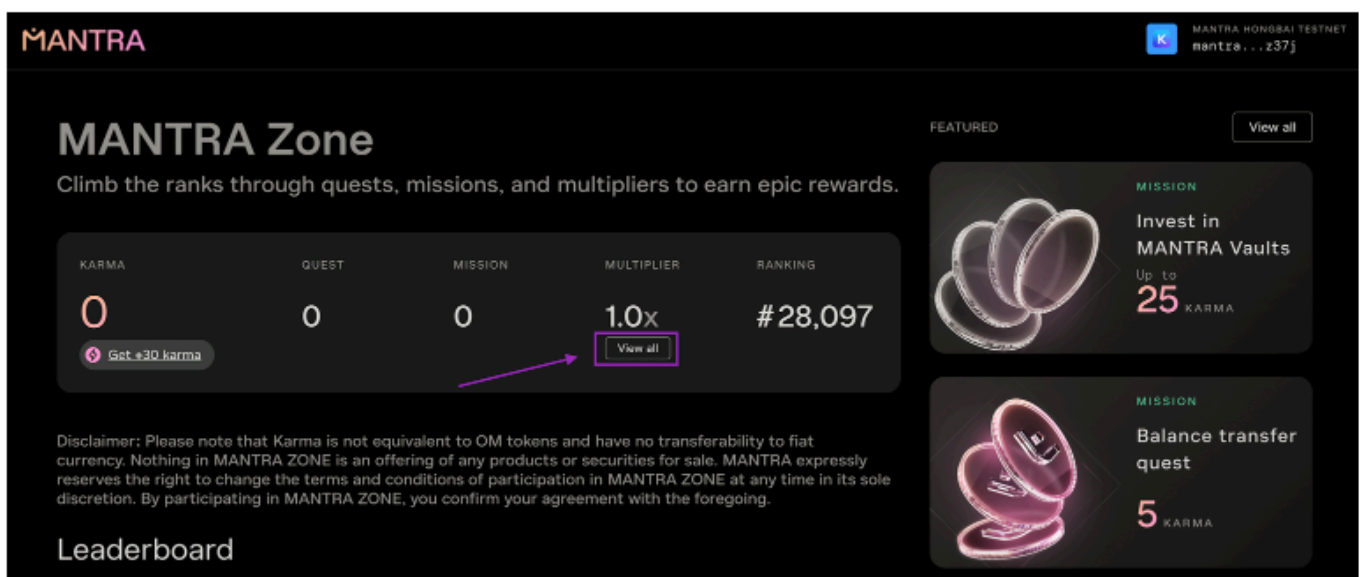 MANTRA
K
MANTRA HONGBAI TESTNET
mantra...z37j
MANTRA Zone
Climb the ranks through quests, missions, and multipliers to earn epic rewards.
KARMA
QUEST
MISSION
MULTIPLIER
RANKING
0
0
0
1.0x
#28,097
Get +30 karma
View all
Disclaimer: Please note that Karma is not equivalent to OM tokens and have no transferability to fiat
currency. Nothing in MANTRA ZONE is an offering of any products or securities for sale. MANTRA expressly
reserves the right to change the terms and conditions of participation in MANTRA ZONE at any time in its sole
discretion. By participating in MANTRA ZONE, you confirm your agreement with the foregoing.
Leaderboard
FEATURED
View all
MISSION
Invest in
MANTRA Vaults
Up to
25 KARMA
MISSION
Balance transfer
quest
5 KARMA